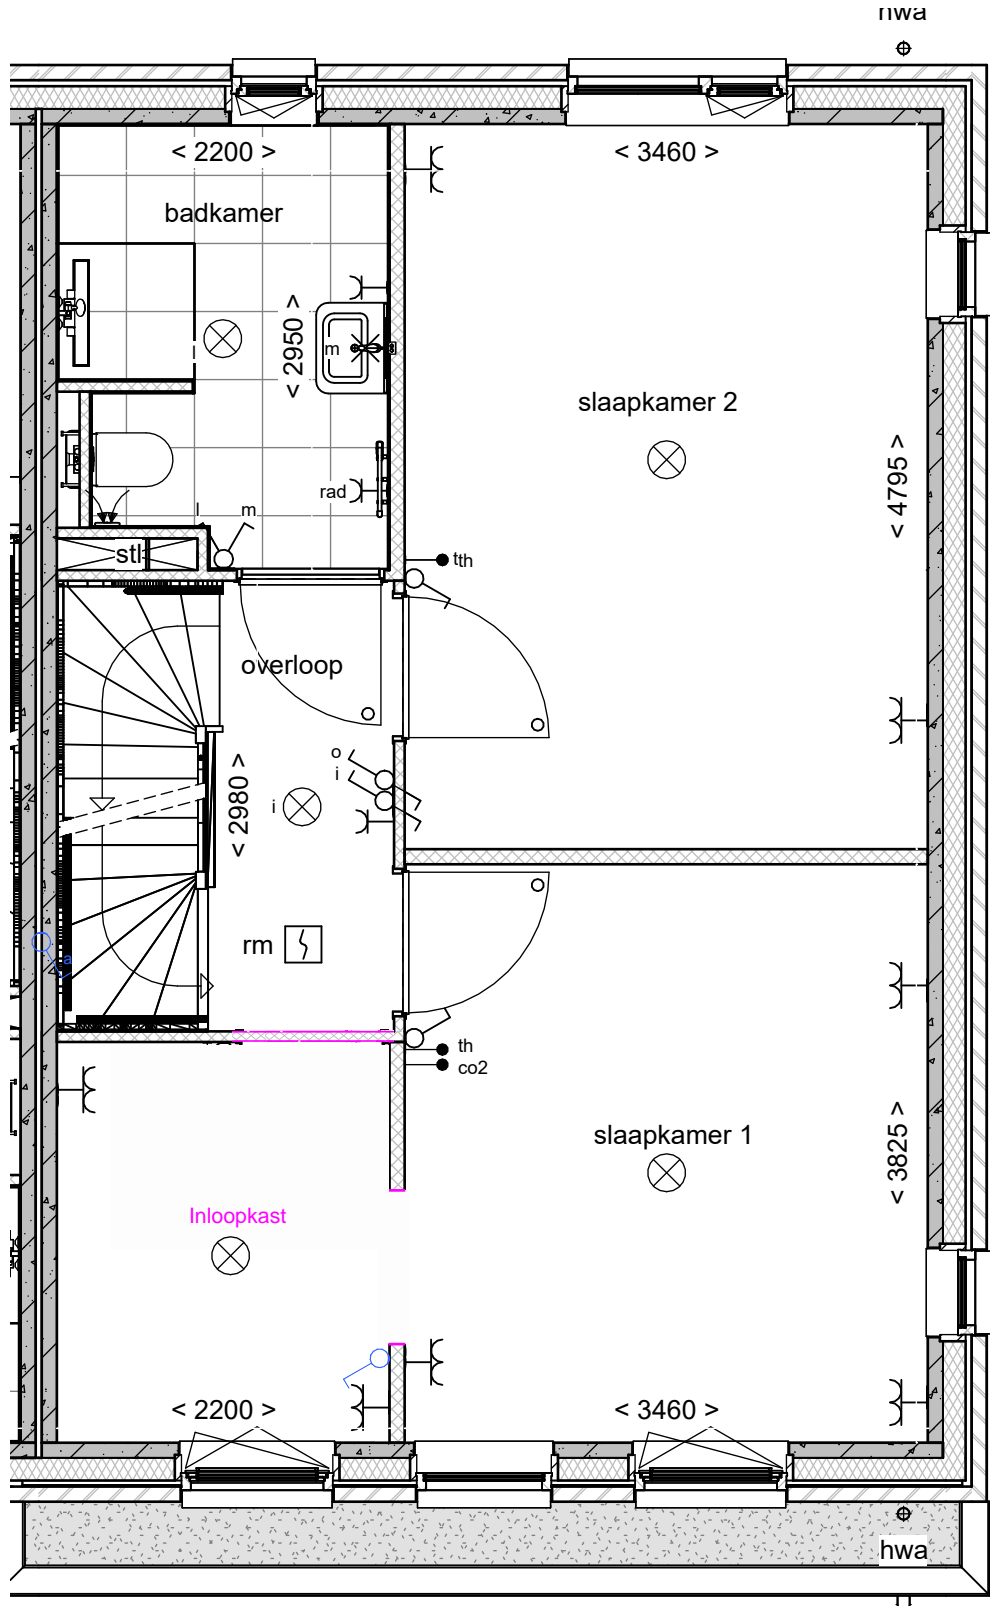 hwa
< 2200 >
< 3460 >
badkamer
< 2950 >
m
slaapkamer 2
< 4795 >
rad
l
m
stl
tth
overloop
o
i
< 2980 >
i
rm
a
th
co2
slaapkamer 1
< 3825 >
Inloopkast
< 2200 >
< 3460 >
hwa